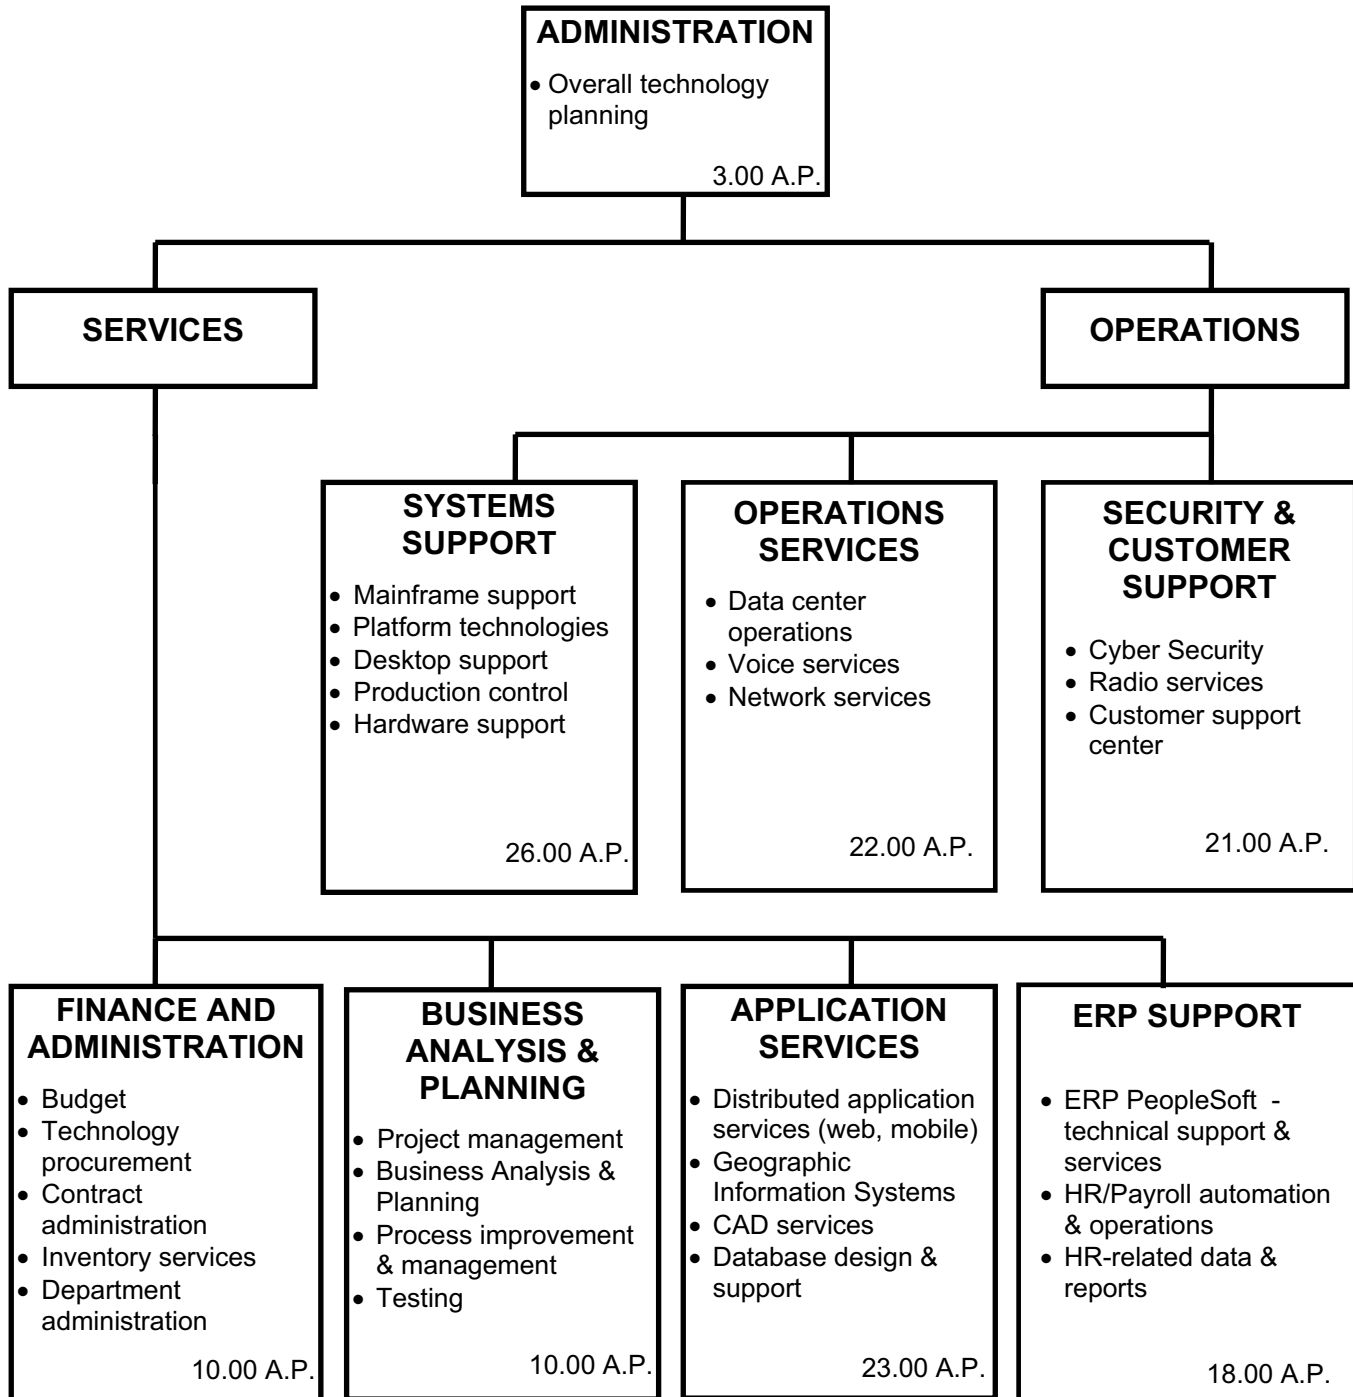 ADMINISTRATION
• Overall technology
planning
3.00 A.P.
SERVICES
OPERATIONS
SYSTEMS
SUPPORT
• Mainframe support
• Platform technologies
• Desktop support
• Production control
• Hardware support
26.00 A.P.
OPERATIONS
SERVICES
• Data center
operations
• Voice services
• Network services
22.00 A.P.
SECURITY &
CUSTOMER
SUPPORT
• Cyber Security
• Radio services
• Customer support
center
21.00 A.P.
FINANCE AND
ADMINISTRATION
• Budget
• Technology
procurement
• Contract
administration
• Inventory services
• Department
administration
10.00 A.P.
BUSINESS
ANALYSIS &
PLANNING
• Project management
• Business Analysis &
Planning
• Process improvement
& management
• Testing
10.00 A.P.
APPLICATION
SERVICES
• Distributed application
services (web, mobile)
• Geographic
Information Systems
• CAD services
• Database design &
support
23.00 A.P.
ERP SUPPORT
• ERP PeopleSoft -
technical support &
services
• HR/Payroll automation
& operations
• HR-related data &
reports
18.00 A.P.